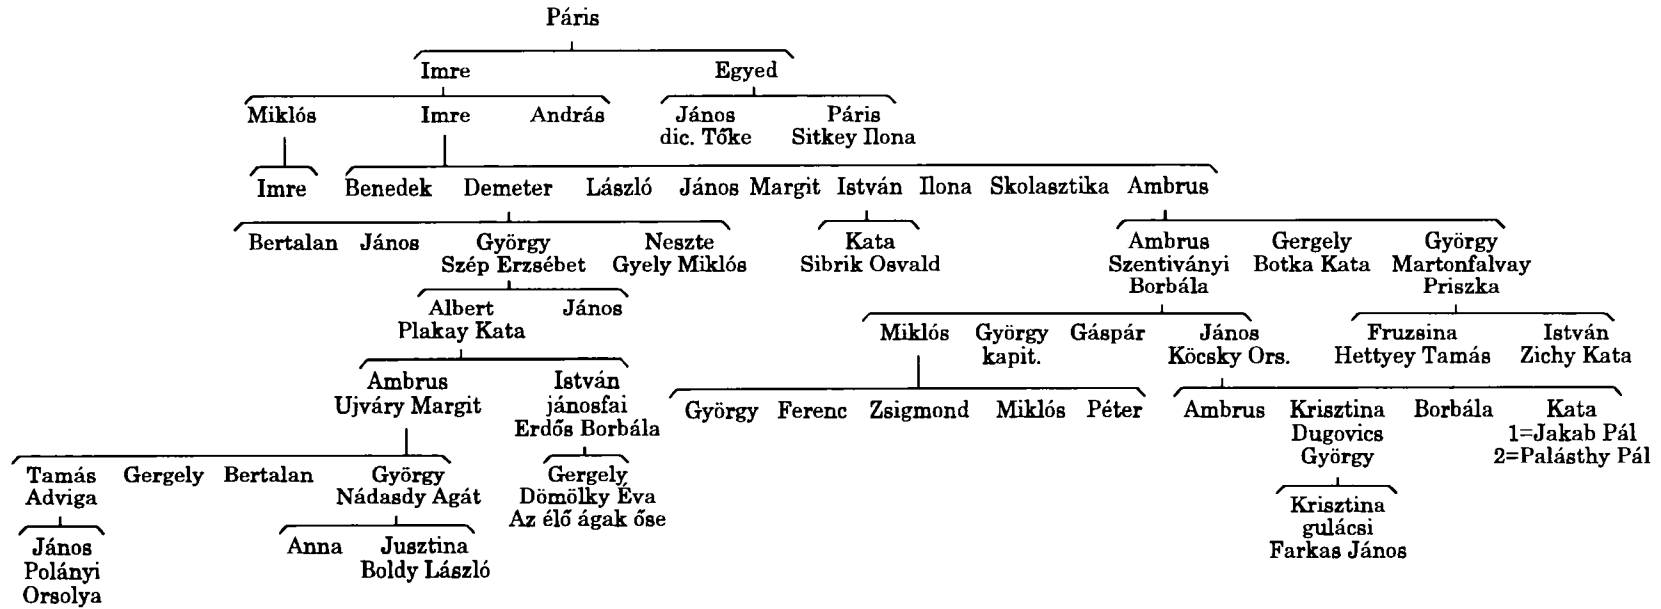 Páris
Imre Egyed
Miklós Imre András János Páris
dic. Tőke Sitkey Ilona
Imre Benedek Demeter László János Margit István Ilona Skolasztika Ambrus
Bertalan János György Neszte Kata Ambrus Gergely György
Szép Erzsébet Gyely Miklós Sibrik Osvald Szentiványi Botka Kata Martonfalvay
Borbála Priszka
Albert János
Plakay Kata
Miklós György Gáspár János Fruzsina István
kapit. Köcsky Ors. Hettyey Tamás Zichy Kata
Ambrus István
Ujváry Margit jánosfai
Erdős Borbála
György Ferenc Zsigmond Miklós Péter Ambrus Krisztina Borbála Kata
Dugovics 1=Jakab Pál
György 2=Palásthy Pál
Tamás Gergely Bertalan György Gergely
Adviga Nádasdy Agát Dömölky Éva
Az élő ágak őse
Krisztina
gulácsi
Farkas János
János Anna Jusztina
Polányi Boldy László
Orsolya